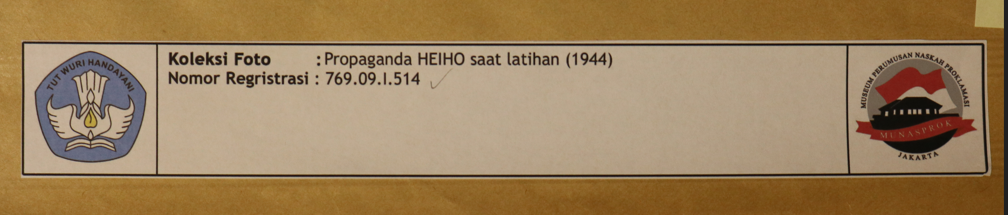 TUT WURI HANDAYANI
Koleksi Foto : Propaganda HEIHO saat latihan (1944)
Nomor Regristrasi : 769.09.I.514
MUSEUM PERUMUSAN NASKAH PROKLAMASI
MUNASPROK
JAKARTA